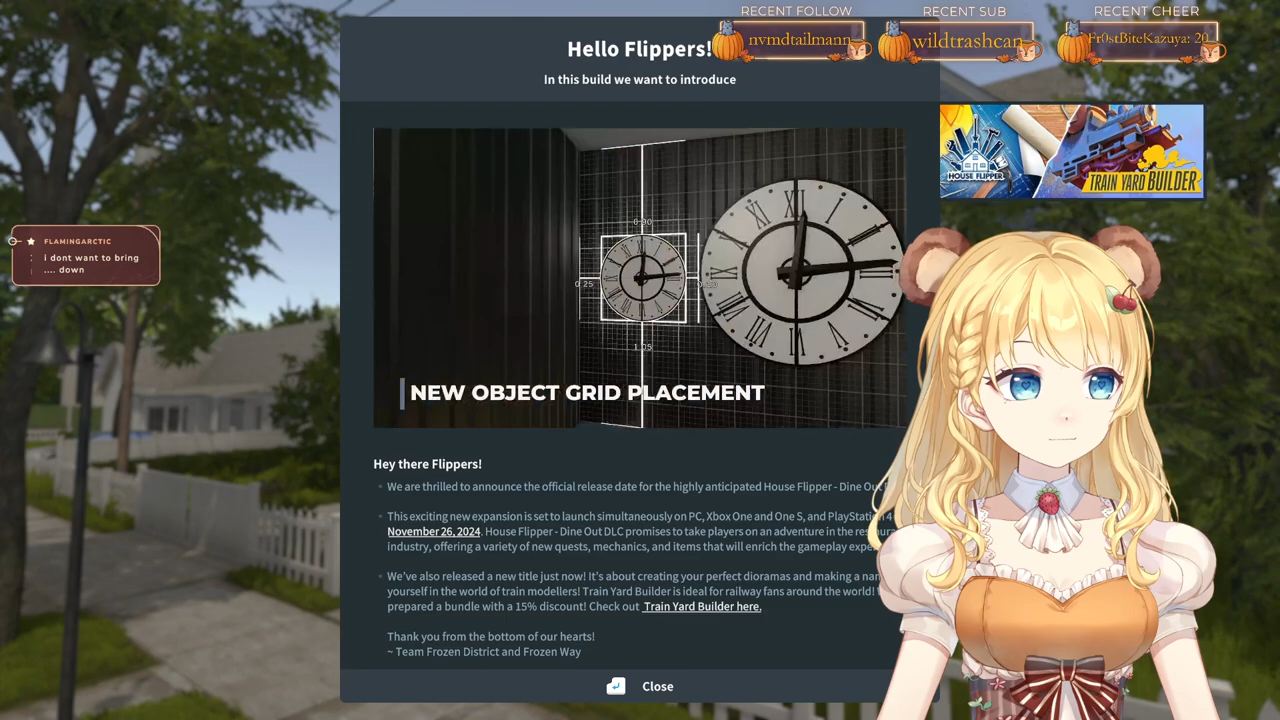 RECENT FOLLOW
nvmdtailmann
RECENT SUB
wildtrashcan
RECENT CHEER
Fr0stBiteKazuya: 20
Hello Flippers!
In this build we want to introduce
HOUSE FLIPPER
TRAIN YARD BUILDER
FLAMINGARCTIC
i dont want to bring
.... down
0.90
0.25
1.05
NEW OBJECT GRID PLACEMENT
Hey there Flippers!
We are thrilled to announce the official release date for the highly anticipated House Flipper - Dine Out
This exciting new expansion is set to launch simultaneously on PC, Xbox One and One S, and PlayStation 4
November 26, 2024. House Flipper - Dine Out DLC promises to take players on an adventure in the
industry, offering a variety of new quests, mechanics, and items that will enrich the gameplay
We've also released a new title just now! It's about creating your perfect dioramas and making a
yourself in the world of train modellers! Train Yard Builder is ideal for railway fans around the world!
prepared a bundle with a 15% discount! Check out Train Yard Builder here.
Thank you from the bottom of our hearts!
~ Team Frozen District and Frozen Way
Close